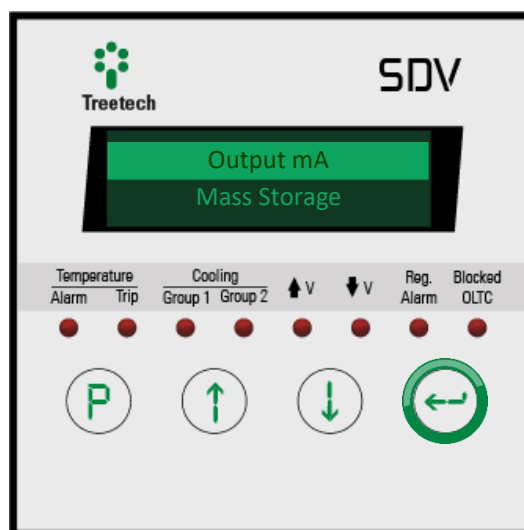 Treetech
SDV
Output mA
Mass Storage
Temperature
Alarm Trip
Cooling
Group 1 Group 2
V
V
Reg.
Alarm
Blocked
OLTC
P